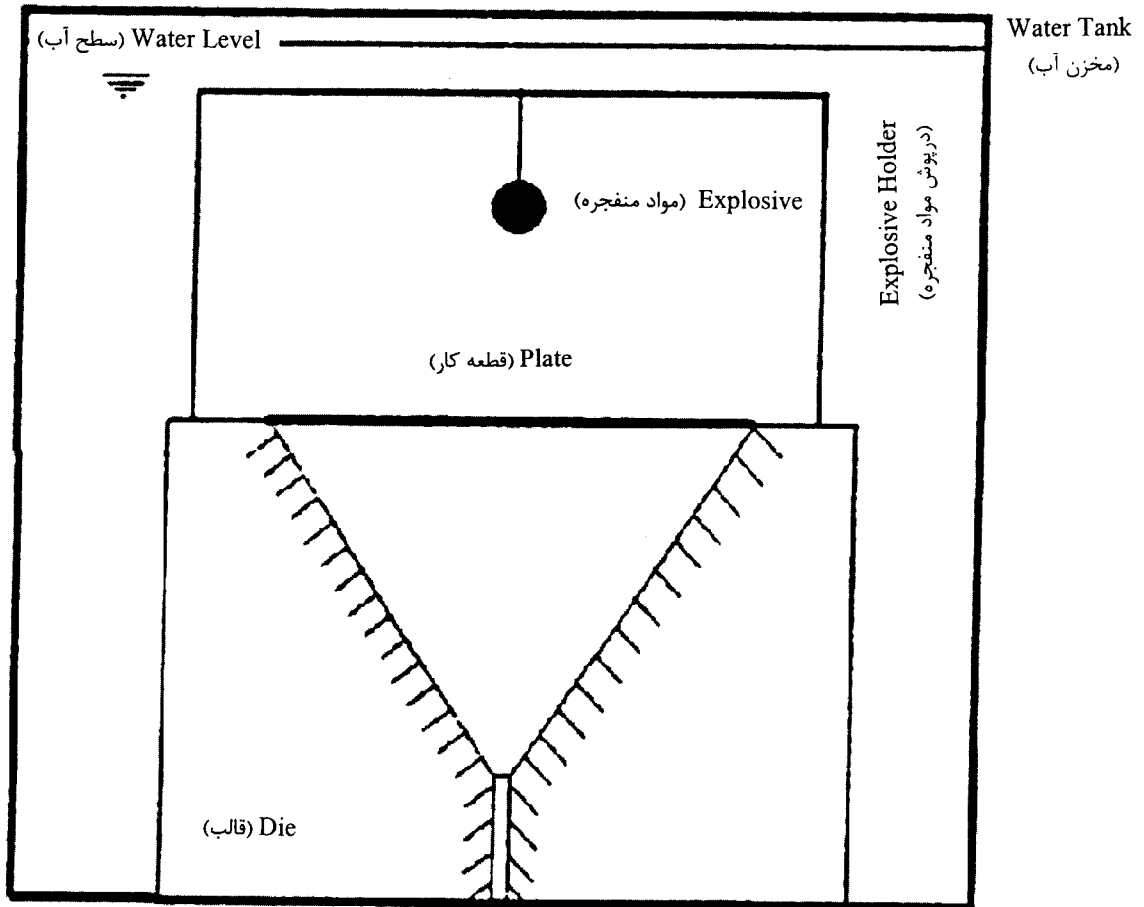 Water Level (سطح آب)
Water Tank
(مخزن آب)
Explosive Holder
(درپوش مواد منفجره)
Explosive (مواد منفجره)
Plate (قطعه کار)
Die (قالب)